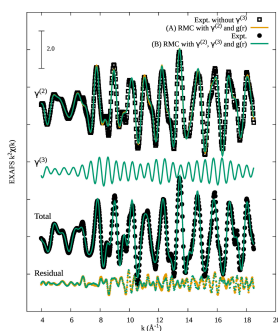 Expt. without γ(3)
(A) RMC with γ(2) and g(r)
Expt.
(B) RMC with γ(2), γ(3) and g(r)
2.0
γ(2)
EXAFS k²χ(k)
γ(3)
Total
Residual
4 6 8 10 12 14 16 18 20
k (Å⁻¹)